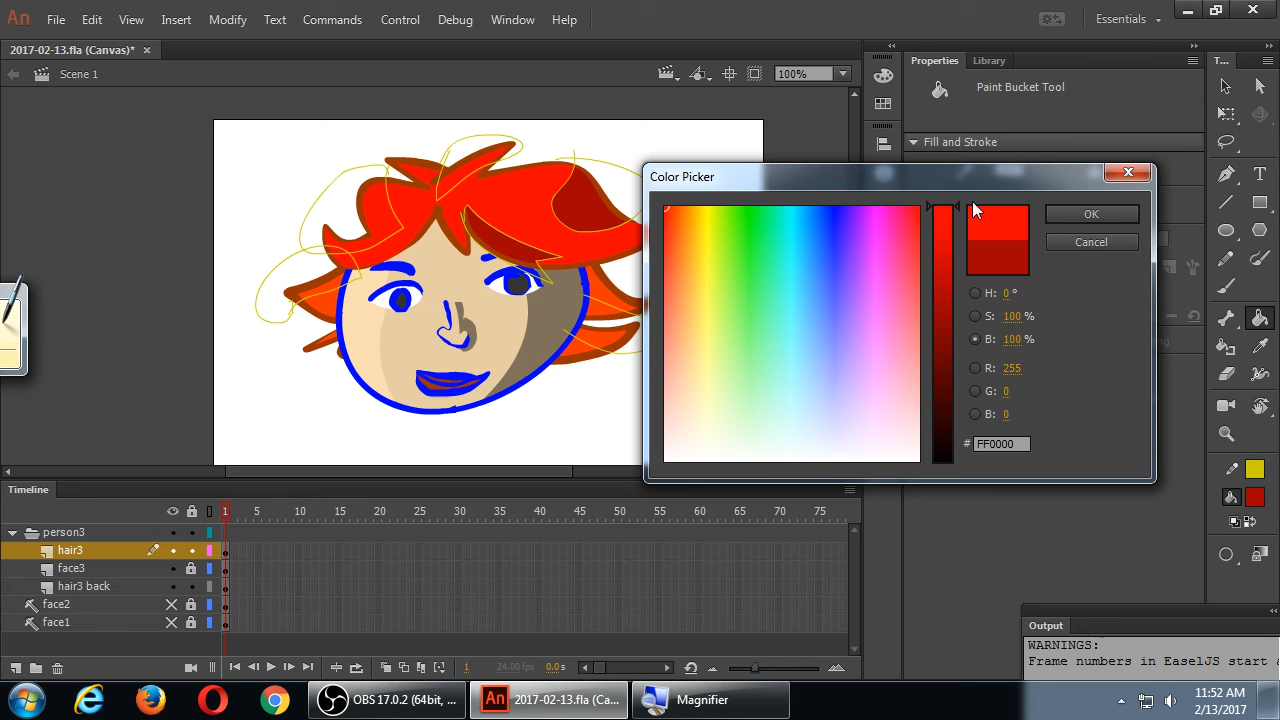 An File Edit View Insert Modify Text Commands Control Debug Window Help Essentials
2017-02-13.fla (Canvas)* ×
Scene 1 100%
Properties Library T...
Paint Bucket Tool
Fill and Stroke
Color Picker
OK
Cancel
H: 0 °
S: 100 %
B: 100 %
R: 255
G: 0
B: 0
# FF0000
Timeline
1 5 10 15 20 25 30 35 40 45 50 55 60 65 70 75
person3
hair3
face3
hair3 back
face2
face1
1 24.00 fps 0.0 s
Output
WARNINGS:
Frame numbers in EaselJS start
OBS 17.0.2 (64bit, ... An 2017-02-13.fla (Ca... Magnifier
11:52 AM
2/13/2017